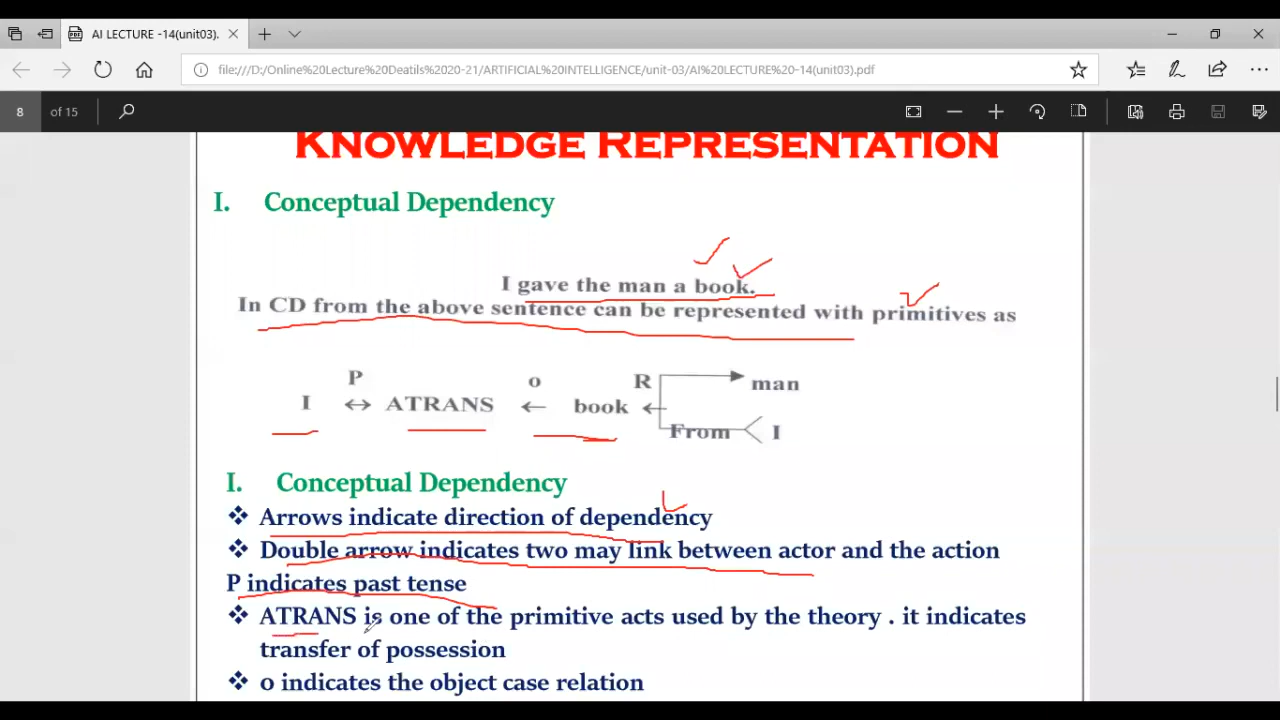 AI LECTURE -14(unit03).
file:///D:/Online%20Lecture%20Deatils%2020-21/ARTIFICIAL%20INTELLIGENCE/unit-03/AI%20LECTURE%20-14(unit03).pdf
8 of 15
KNOWLEDGE REPRESENTATION
I. Conceptual Dependency
I gave the man a book.
In CD from the above sentence can be represented with primitives as
P o R man
I ↔ ATRANS ← book ←
From I
I. Conceptual Dependency
❖ Arrows indicate direction of dependency
❖ Double arrow indicates two may link between actor and the action
P indicates past tense
❖ ATRANS is one of the primitive acts used by the theory . it indicates
transfer of possession
❖ o indicates the object case relation